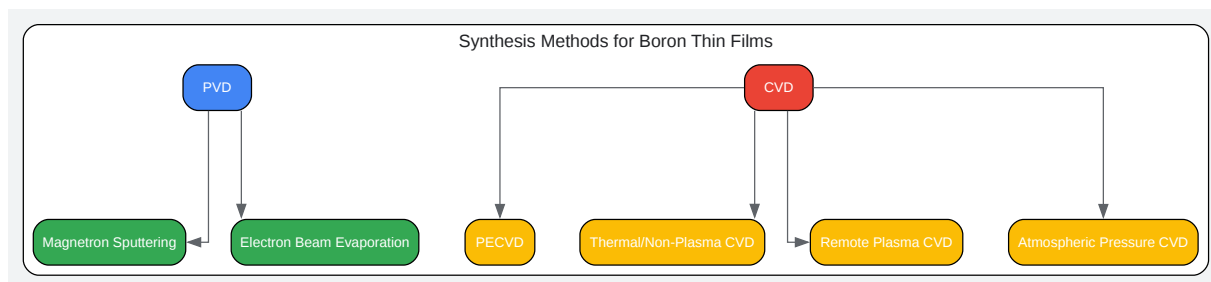 Synthesis Methods for Boron Thin Films
PVD
CVD
Magnetron Sputtering
Electron Beam Evaporation
PECVD
Thermal/Non-Plasma CVD
Remote Plasma CVD
Atmospheric Pressure CVD